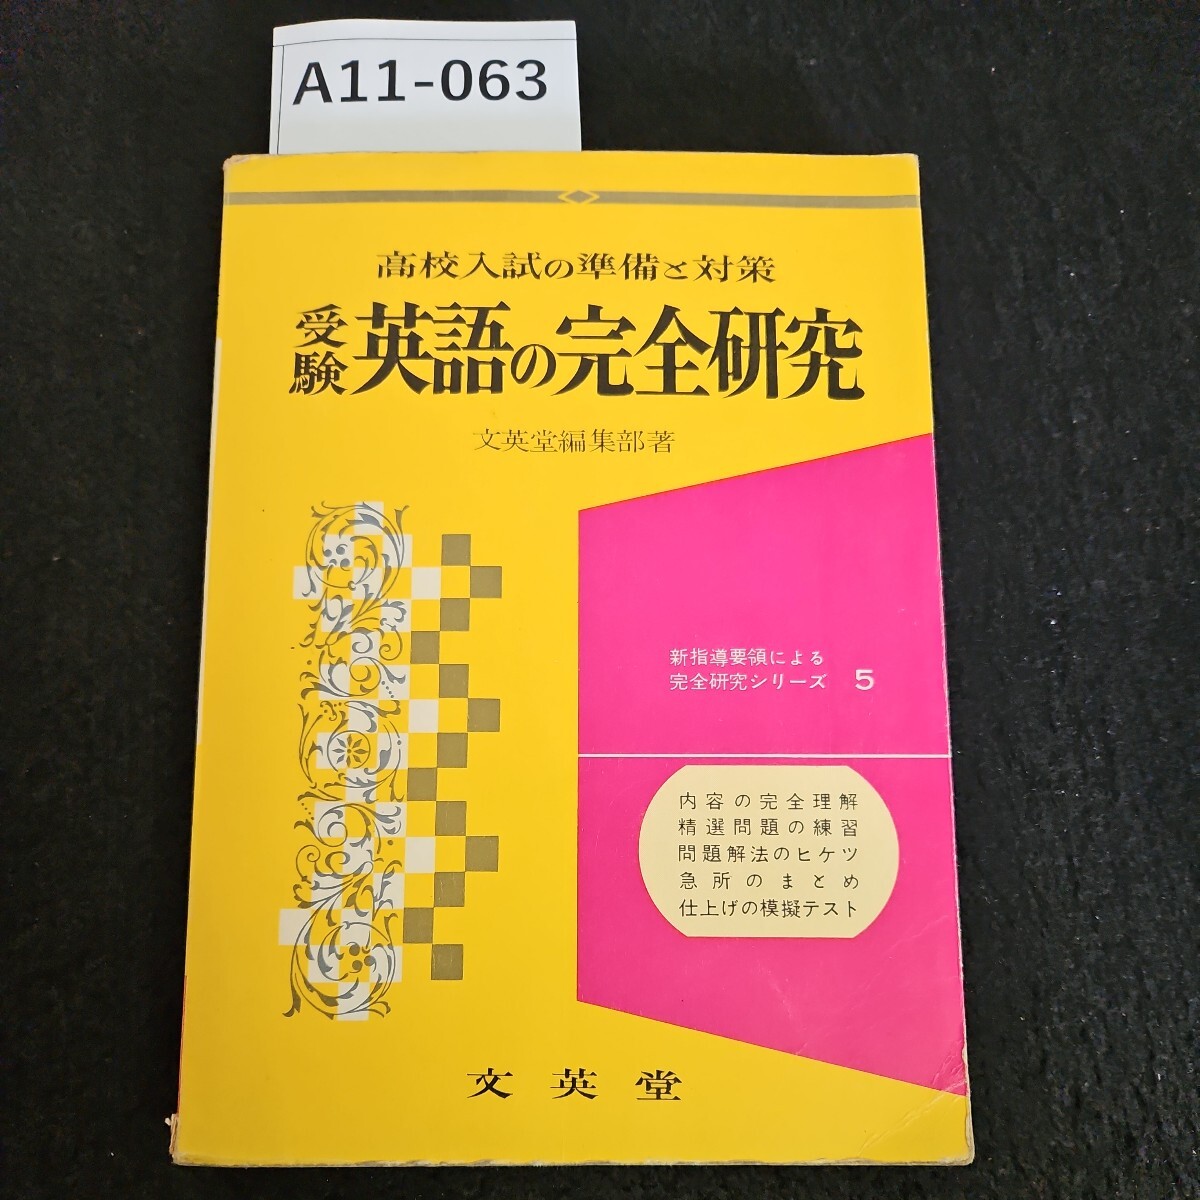 A11-063
高校入試の準備と対策
受験 英語の完全研究
文英堂編集部著
新指導要領による
完全研究シリーズ 5
内容の完全理解
精選問題の練習
問題解法のヒケツ
急所のまとめ
仕上げの模擬テスト
文英堂